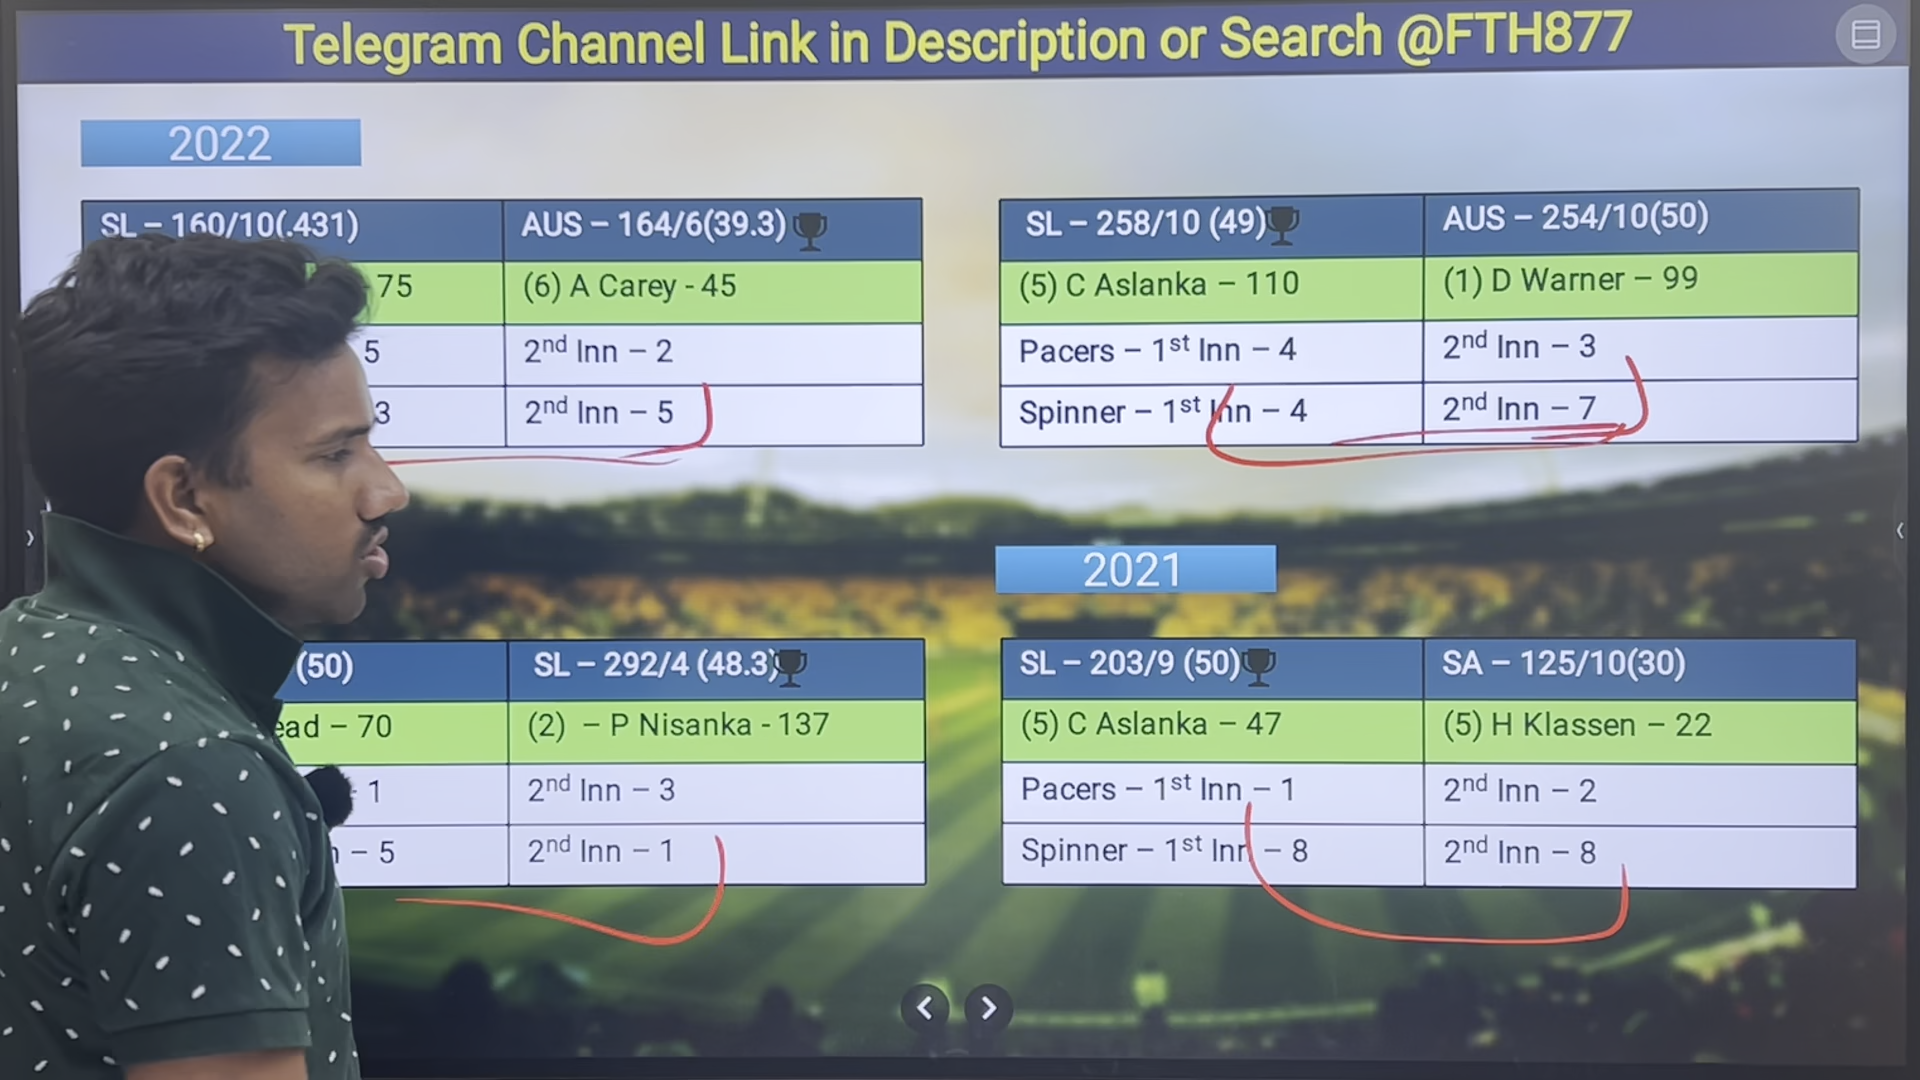 Telegram Channel Link in Description or Search @FTH877
2022
SL – 160/10(.431)
AUS – 164/6(39.3)
75
(6) A Carey - 45
5
2nd Inn – 2
3
2nd Inn – 5
SL – 258/10 (49)
AUS – 254/10(50)
(5) C Aslanka – 110
(1) D Warner – 99
Pacers – 1st Inn – 4
2nd Inn – 3
Spinner – 1st Inn – 4
2nd Inn – 7
2021
(50)
SL – 292/4 (48.3)
ead – 70
(2) – P Nisanka - 137
1
2nd Inn – 3
– 5
2nd Inn – 1
SL – 203/9 (50)
SA – 125/10(30)
(5) C Aslanka – 47
(5) H Klassen – 22
Pacers – 1st Inn – 1
2nd Inn – 2
Spinner – 1st Inn – 8
2nd Inn – 8